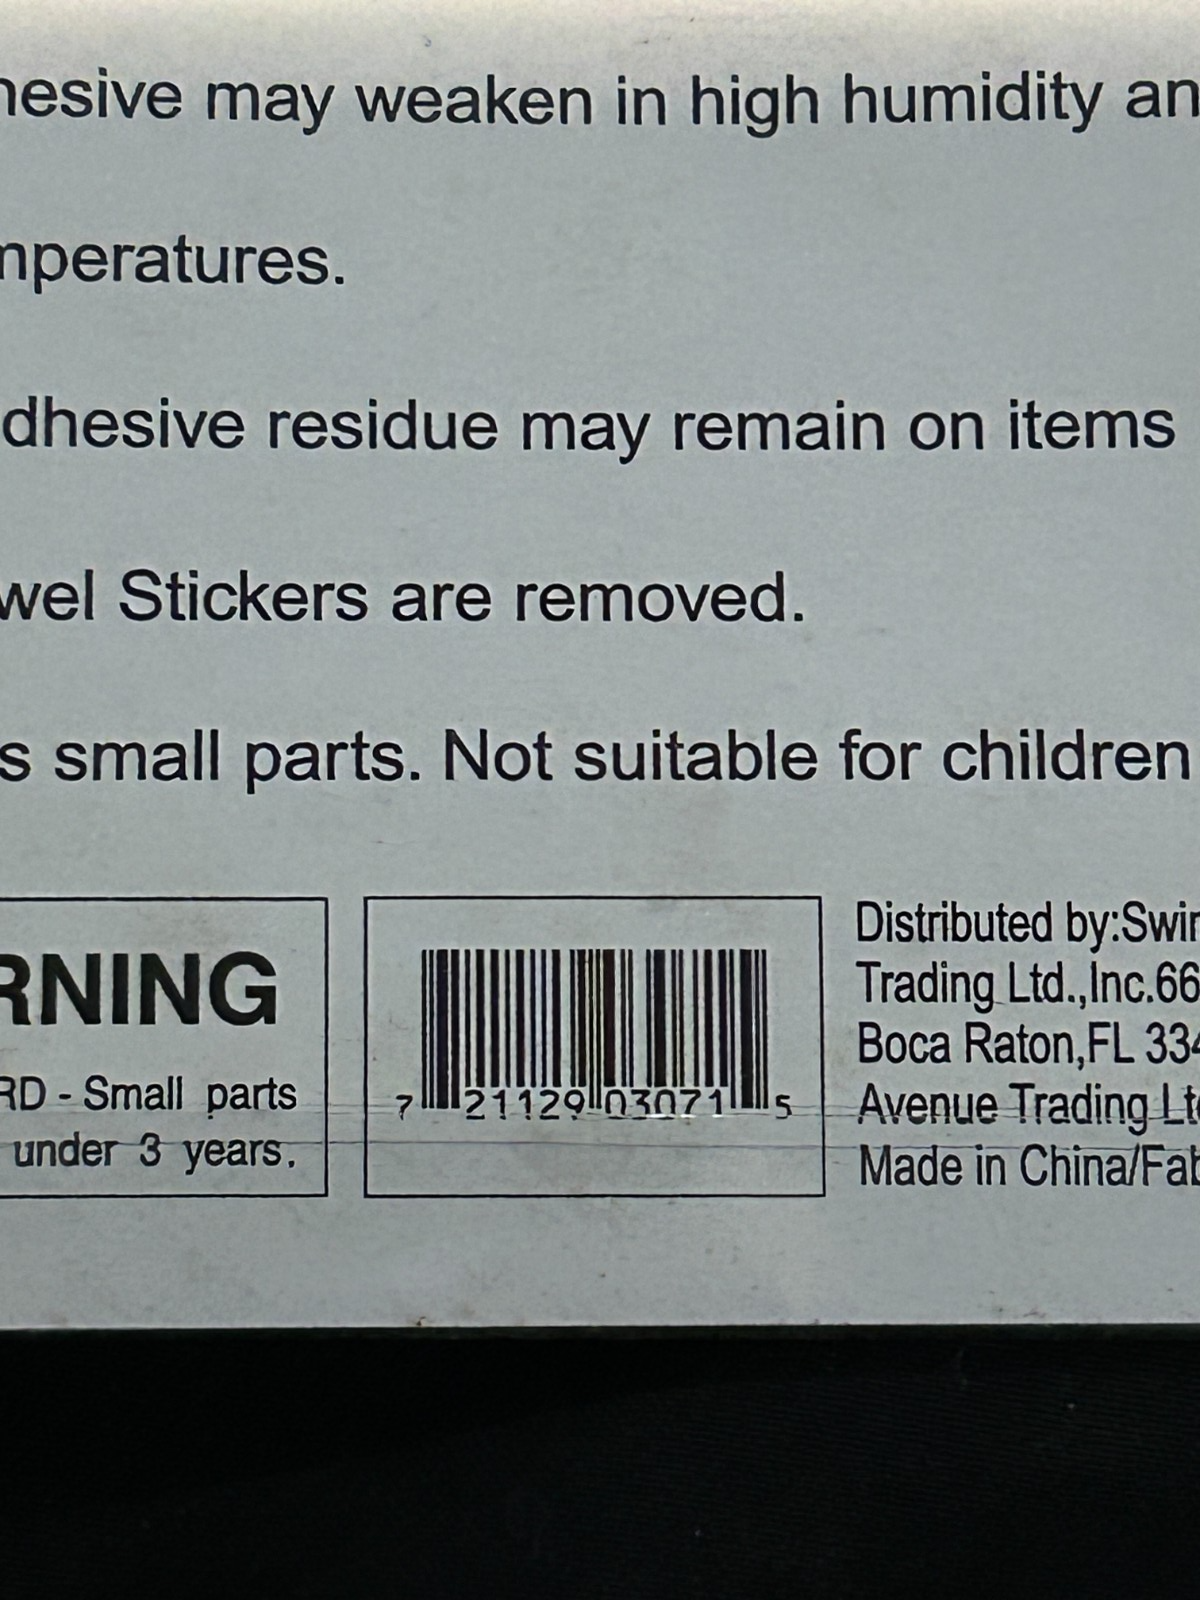 hesive may weaken in high humidity an
mperatures.
dhesive residue may remain on items
wel Stickers are removed.
s small parts. Not suitable for children
RNING
RD - Small parts
under 3 years.
7 21129 03071 5
Distributed by:Swin
Trading Ltd.,Inc.66
Boca Raton,FL 334
Avenue Trading Lt
Made in China/Fab